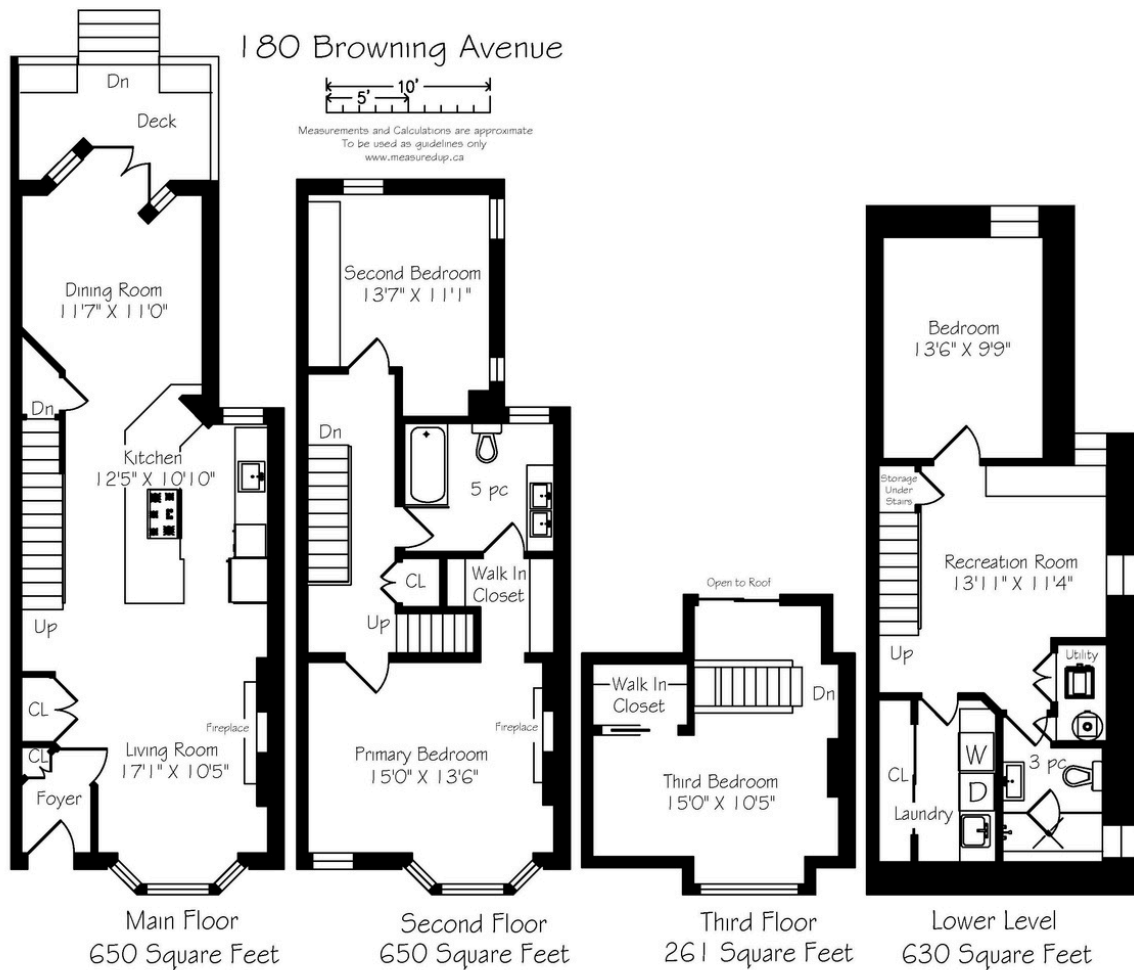 180 Browning Avenue
10'
5'
Measurements and Calculations are approximate
To be used as guidelines only
www.measuredup.ca
Dn
Deck
Dining Room
11'7" X 11'0"
Dn
Kitchen
12'5" X 10'10"
Up
CL
Fireplace
Living Room
17'1" X 10'5"
CL
Foyer
Main Floor
650 Square Feet
Second Bedroom
13'7" X 11'1"
Dn
5 pc
CL
Walk In
Closet
Up
Fireplace
Primary Bedroom
15'0" X 13'6"
Second Floor
650 Square Feet
Open to Roof
Walk In
Closet
Dn
Third Bedroom
15'0" X 10'5"
Third Floor
261 Square Feet
Bedroom
13'6" X 9'9"
Storage
Under
Stairs
Recreation Room
13'11" X 11'4"
Up
Utility
W
3 pc
CL
D
Laundry
Lower Level
630 Square Feet